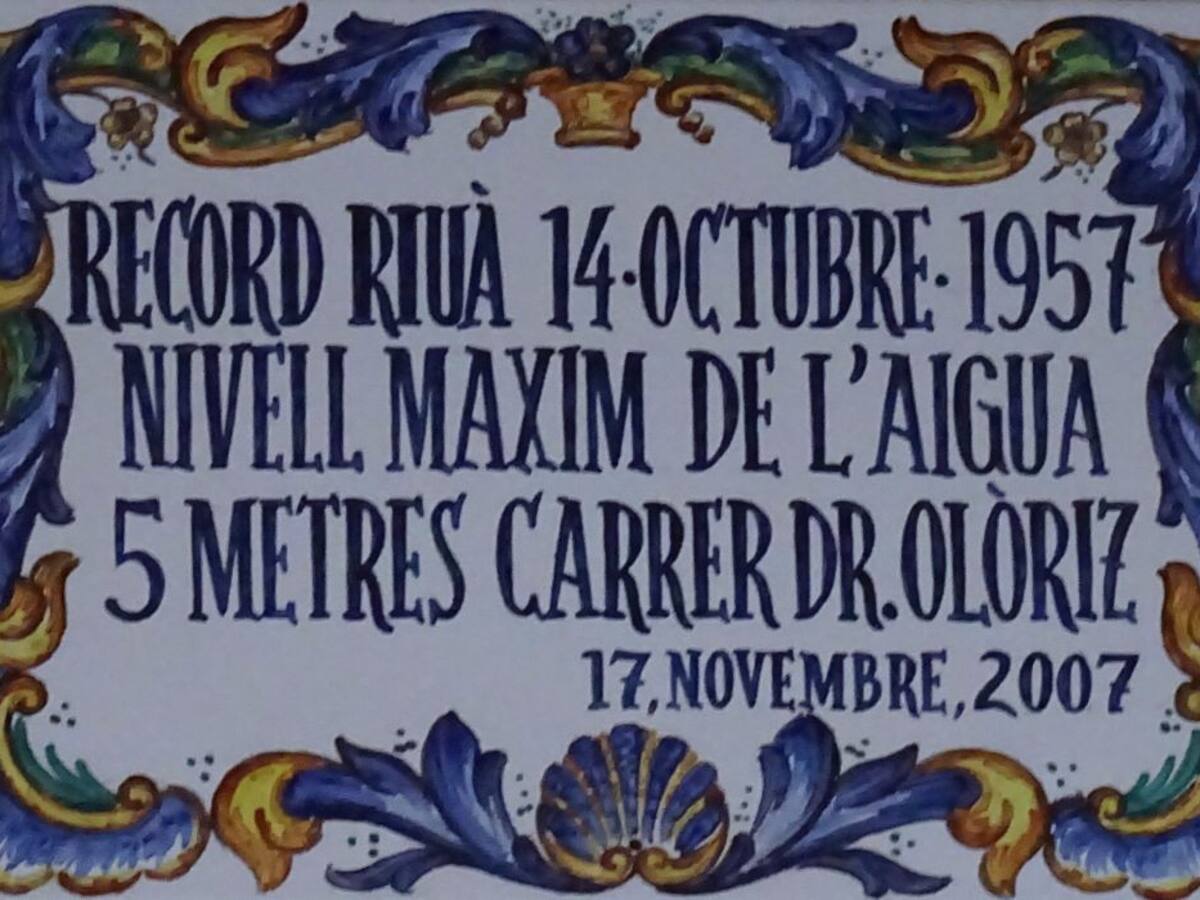 RECORD RIUÀ 14·OCTUBRE·1957
NIVELL MAXIM DE L'AIGUA
5 METRES CARRER DR. OLÒRIZ
17, NOVEMBRE, 2007